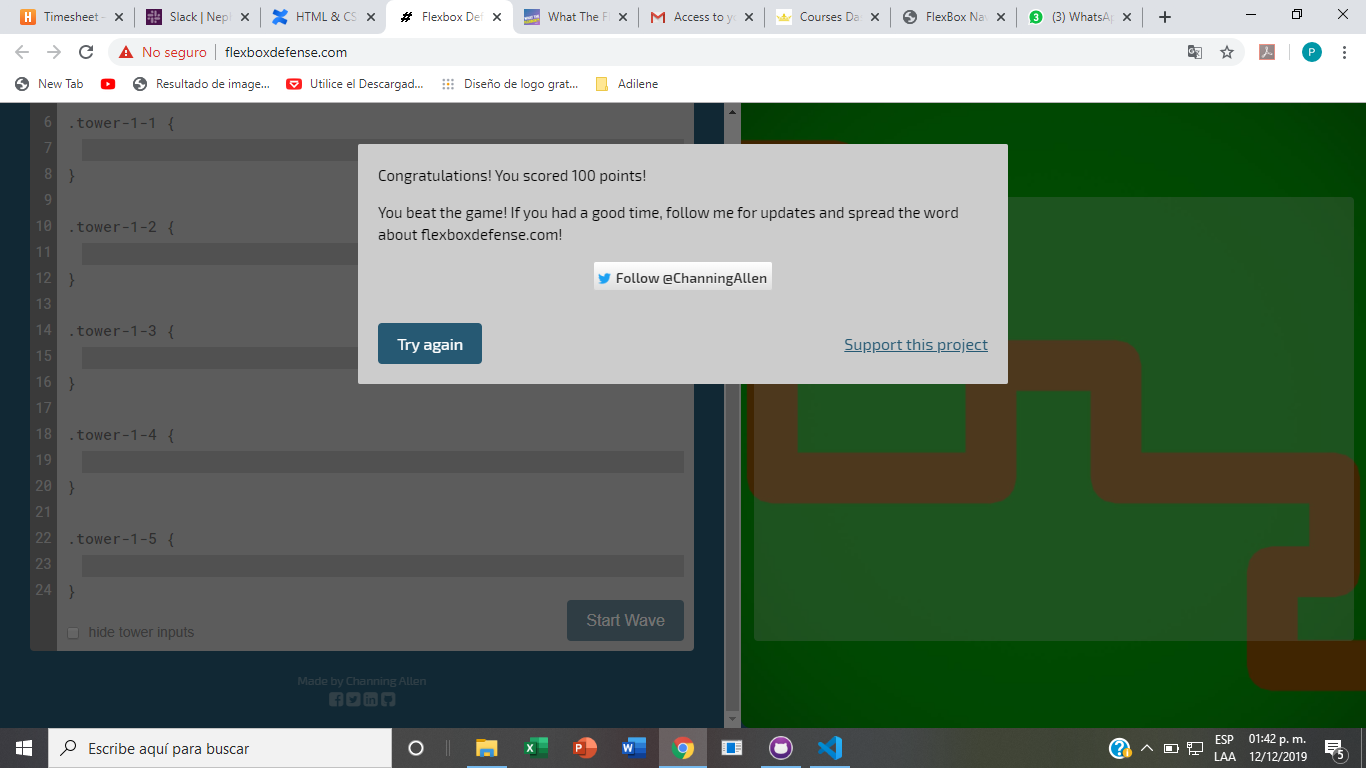 Timesheet -
Slack | Nep
HTML & CS
Flexbox De
What The F
Access to y
Courses Da
FlexBox Na
(3) WhatsA
No seguro
flexboxdefense.com
P
New Tab
Resultado de image...
Utilice el Descargad...
Diseño de logo grat...
Adilene
6 .tower-1-1 {
7
8 }
9
10 .tower-1-2 {
11
12 }
13
14 .tower-1-3 {
15
16 }
17
18 .tower-1-4 {
19
20 }
21
22 .tower-1-5 {
23
24 }
hide tower inputs
Start Wave
Made by Channing Allen
Congratulations! You scored 100 points!
You beat the game! If you had a good time, follow me for updates and spread the word
about flexboxdefense.com!
Follow @ChanningAllen
Try again
Support this project
Escribe aquí para buscar
ESP
LAA
01:42 p. m.
12/12/2019
5